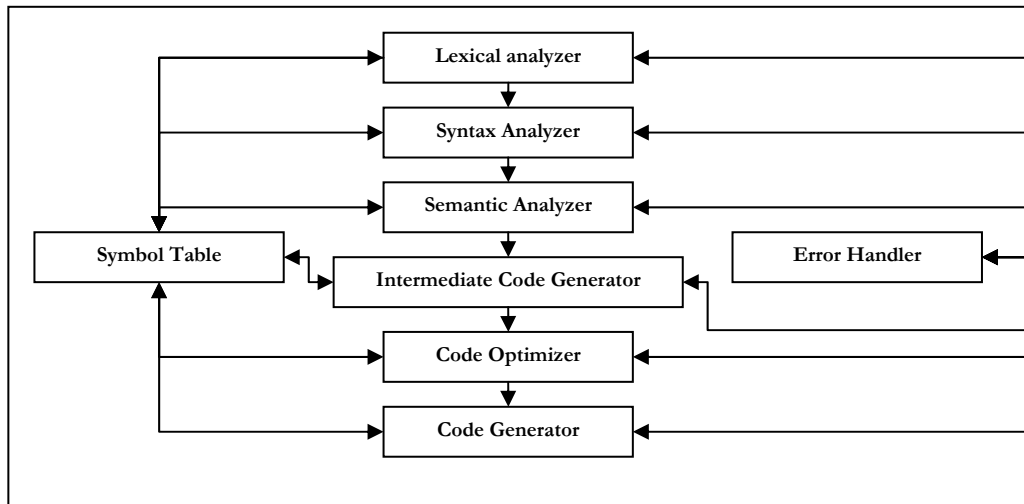 Lexical analyzer
Syntax Analyzer
Semantic Analyzer
Symbol Table
Error Handler
Intermediate Code Generator
Code Optimizer
Code Generator